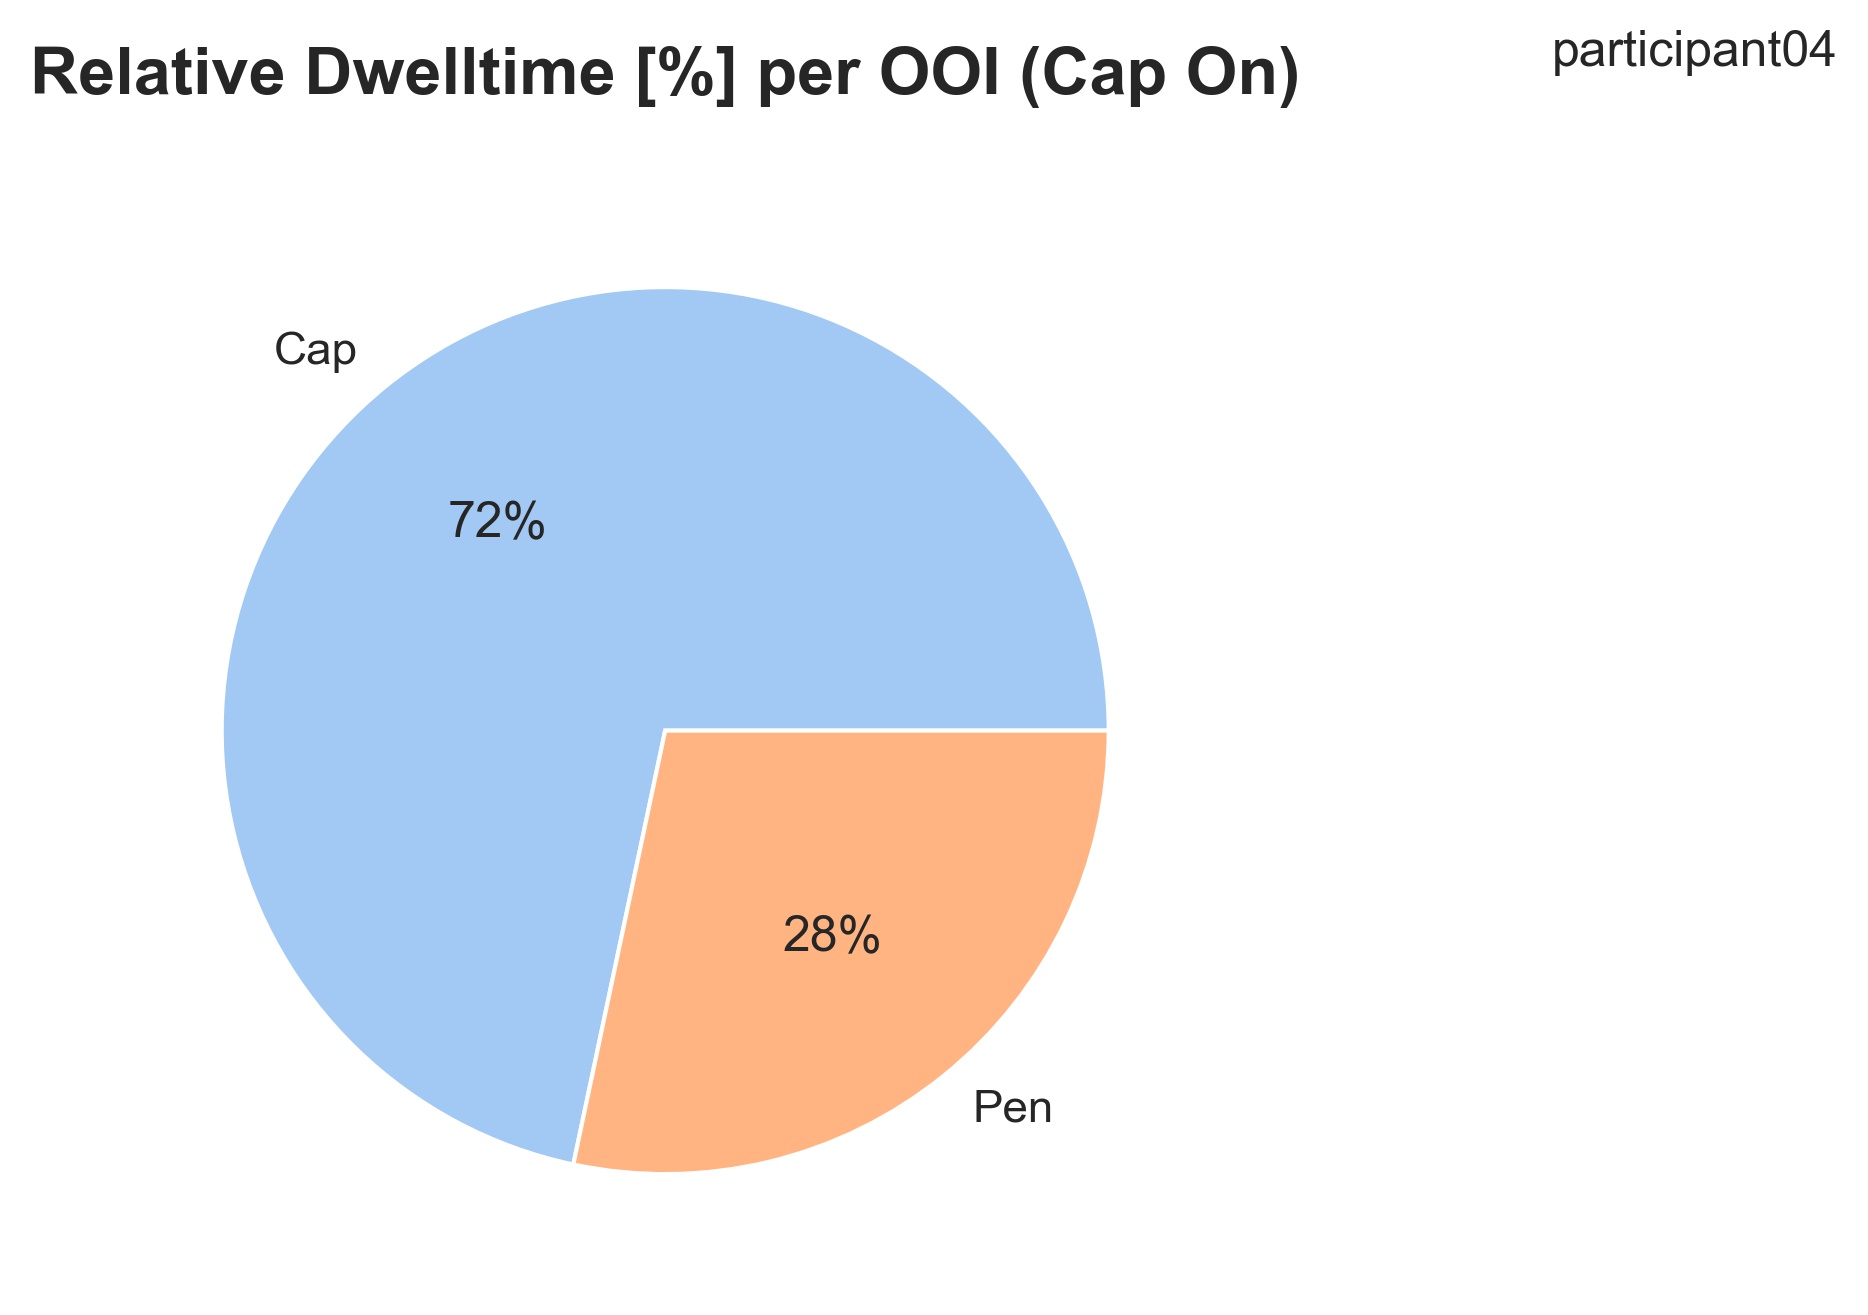 Relative Dwelltime [%] per OOI (Cap On)
participant04
Cap
72%
28%
Pen